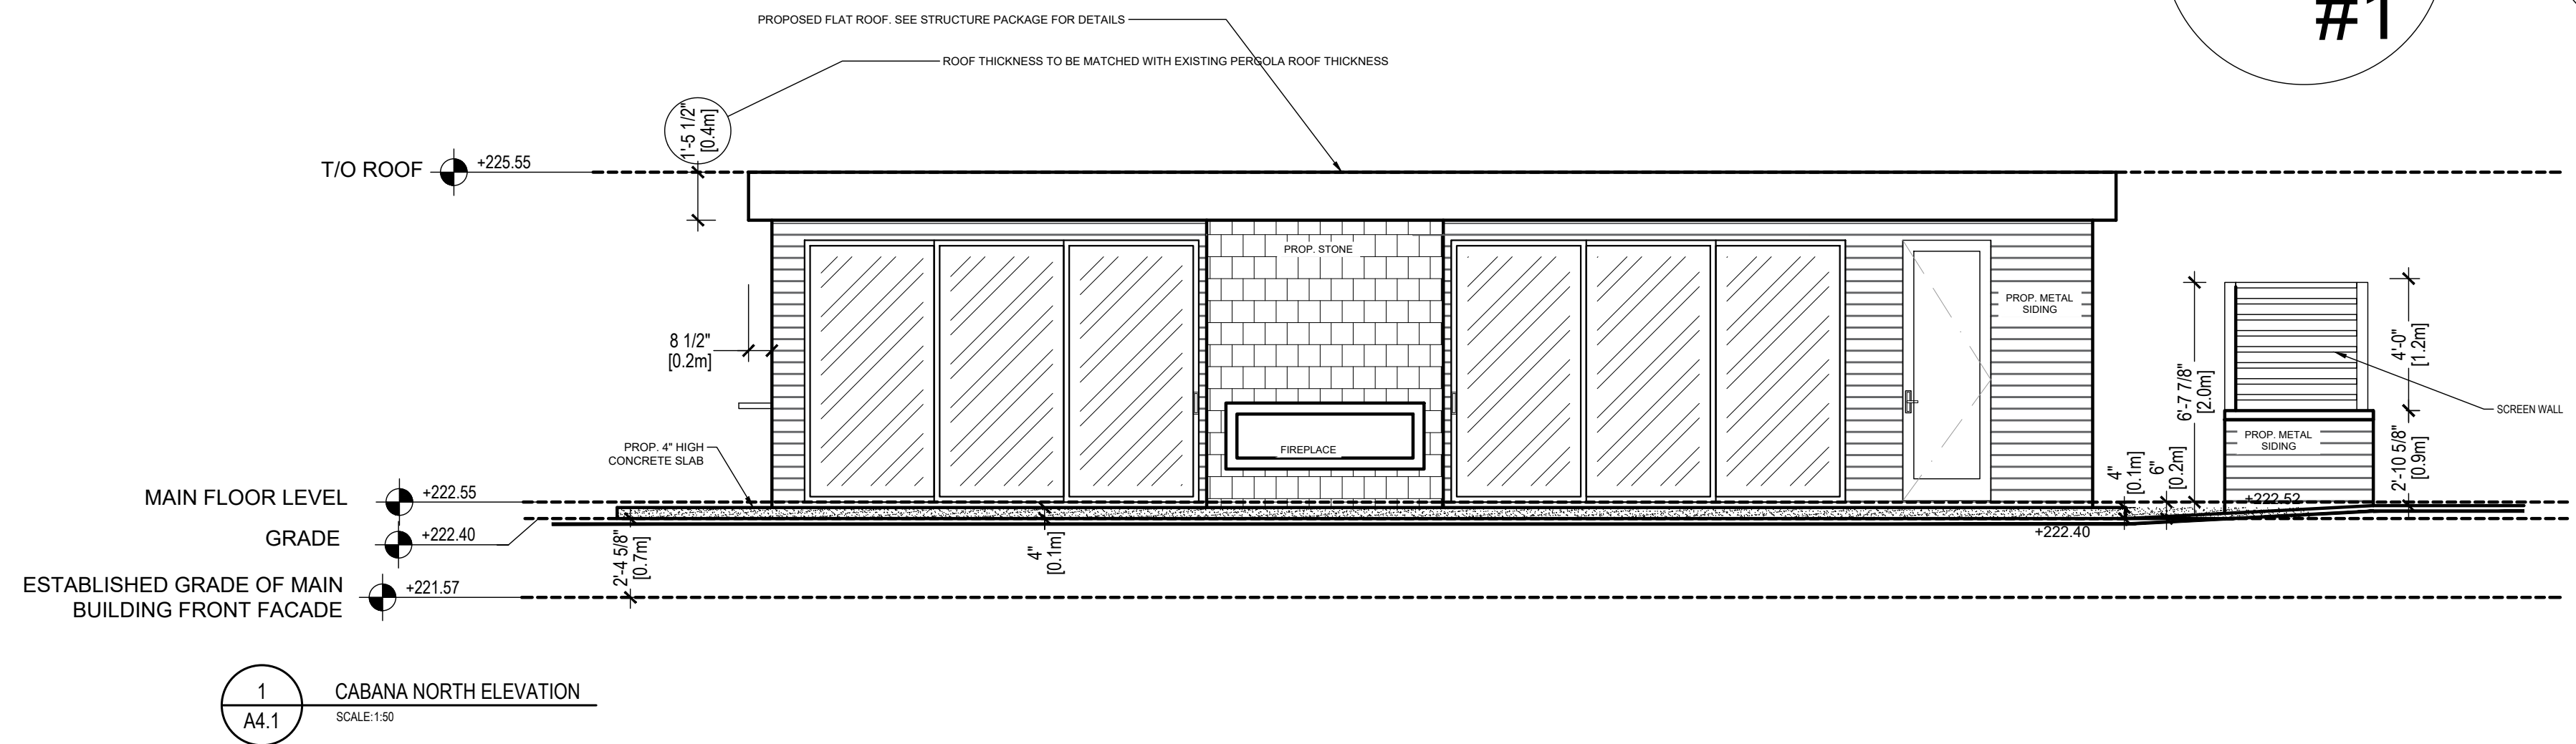 #1
PROPOSED FLAT ROOF. SEE STRUCTURE PACKAGE FOR DETAILS
ROOF THICKNESS TO BE MATCHED WITH EXISTING PERGOLA ROOF THICKNESS
1'-5 1/2"
[0.4m]
T/O ROOF
+225.55
PROP. STONE
PROP. METAL
SIDING
8 1/2"
[0.2m]
6'-7 7/8"
[2.0m]
4'-0"
[1.2m]
SCREEN WALL
PROP. 4" HIGH
CONCRETE SLAB
FIREPLACE
PROP. METAL
SIDING
2'-10 5/8"
[0.9m]
4"
[0.1m]
6"
[0.2m]
MAIN FLOOR LEVEL
+222.55
+222.52
GRADE
+222.40
+222.40
2'-4 5/8"
[0.7m]
4"
[0.1m]
ESTABLISHED GRADE OF MAIN
BUILDING FRONT FACADE
+221.57
1
A4.1
CABANA NORTH ELEVATION
SCALE:1:50